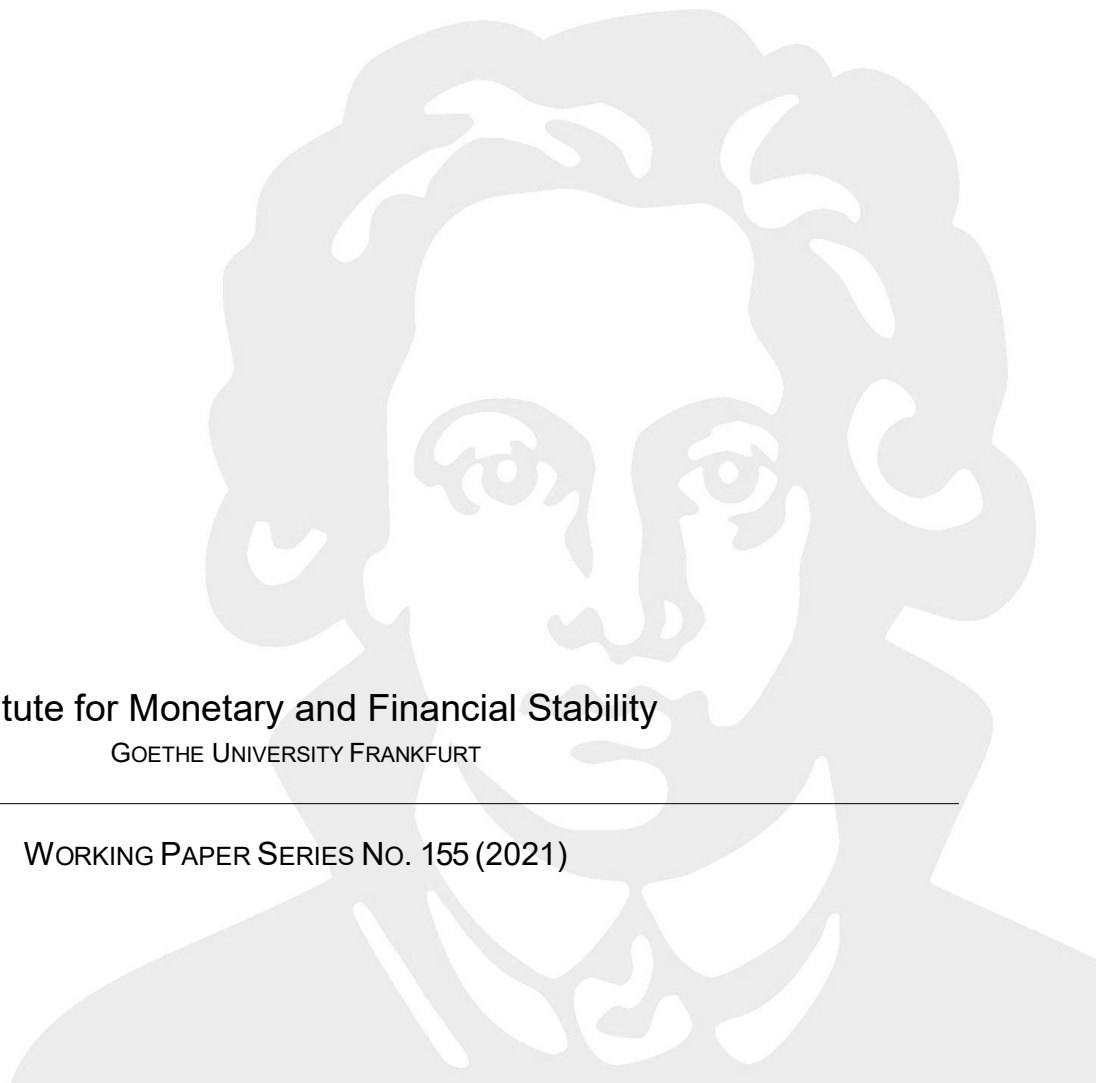 tute for Monetary and Financial Stability
GOETHE UNIVERSITY FRANKFURT
WORKING PAPER SERIES NO. 155 (2021)